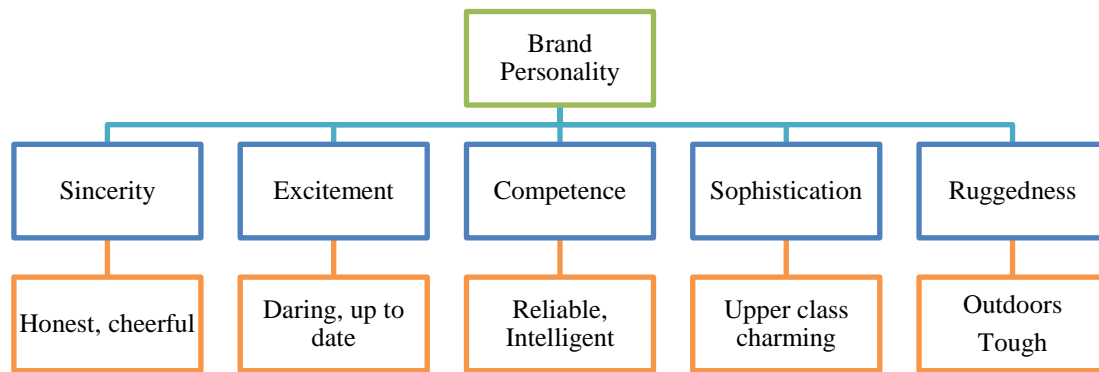 Brand
Personality
Sincerity
Excitement
Competence
Sophistication
Ruggedness
Honest, cheerful
Daring, up to
date
Reliable,
Intelligent
Upper class
charming
Outdoors
Tough